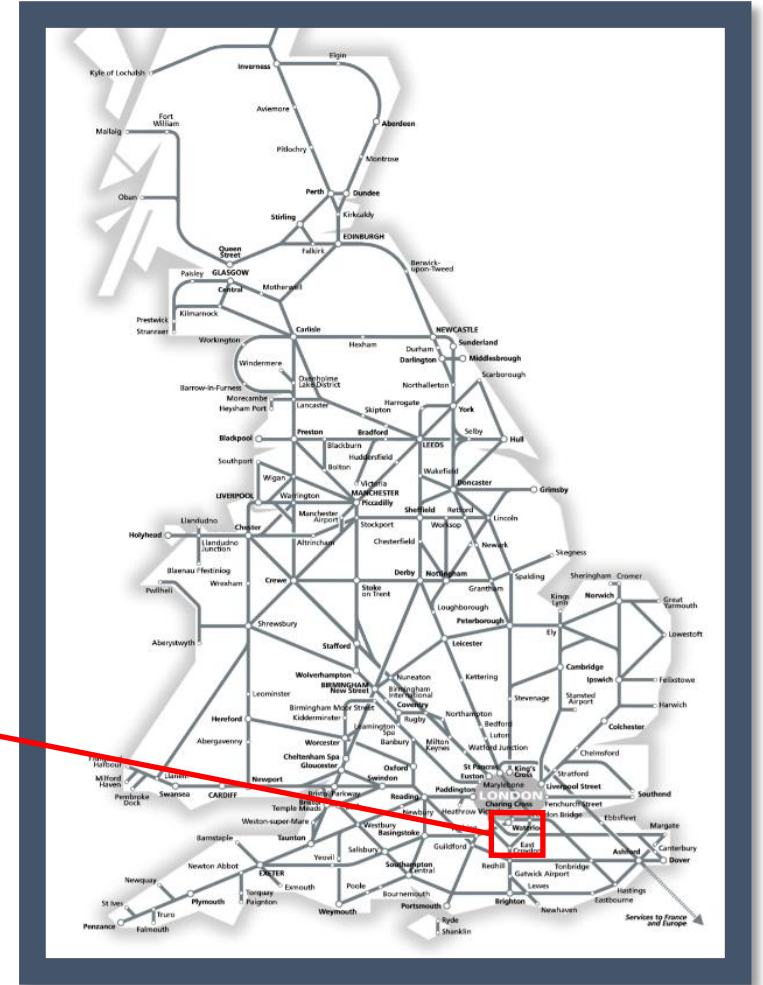 Elgin
Inverness
Kyle of Lochalsh
Aviemore
Fort
William
Aberdeen
Mallaig
Pitlochry
Montrose
Perth
Dundee
Oban
Stirling
Kirkcaldy
EDINBURGH
Queen
Street
Falkirk
Berwick-
upon-Tweed
Paisley
GLASGOW
Central
Motherwell
Prestwick
Kilmarnock
Stranraer
Carlisle
NEWCASTLE
Workington
Hexham
Sunderland
Durham
Darlington
Middlesbrough
Windermere
Scarborough
Oxenholme
Lake District
Barrow-in-Furness
Northallerton
Morecambe
Heysham Port
Lancaster
Harrogate
Skipton
York
Blackpool
Preston
Bradford
Selby
Hull
Blackburn
LEEDS
Huddersfield
Southport
Bolton
Wakefield
Wigan
Victoria
Doncaster
LIVERPOOL
Warrington
MANCHESTER
Piccadilly
Grimsby
Manchester
Airport
Sheffield
Retford
Llandudno
Stockport
Worksop
Lincoln
Holyhead
Chester
Llandudno
Junction
Altrincham
Chesterfield
Newark
Skegness
Blaenau Ffestiniog
Derby
Nottingham
Spalding
Sheringham
Cromer
Pwllheli
Wrexham
Crewe
Stoke
on Trent
Grantham
Kings
Lynn
Norwich
Great
Yarmouth
Loughborough
Shrewsbury
Peterborough
Ely
Lowestoft
Aberystwyth
Stafford
Leicester
Cambridge
Wolverhampton
Nuneaton
Kettering
Ipswich
Felixstowe
BIRMINGHAM
New Street
Birmingham
International
Stansted
Airport
Leominster
Coventry
Stevenage
Harwich
Birmingham Moor Street
Northampton
Hereford
Kidderminster
Rugby
Bedford
Colchester
Leamington
Spa
Luton
Abergavenny
Worcester
Banbury
Milton
Keynes
Watford Junction
Chelmsford
Cheltenham Spa
Oxford
St Pancras
King's
Cross
Gloucester
Euston
Stratford
Harbour
Milford
Haven
Llanelli
Newport
Swindon
Paddington
Marylebone
Liverpool Street
Pembroke
Dock
Swansea
CARDIFF
Bristol Parkway
Reading
LONDON
Southend
Bristol
Temple Meads
Newbury
Heathrow
Charing Cross
Fenchurch Street
Weston-super-Mare
Westbury
Ebbsfleet
Barnstaple
Taunton
Basingstoke
Waterloo
Margate
Salisbury
Guildford
East
Croydon
Canterbury
Newton Abbot
Yeovil
Southampton
Central
Redhill
Tonbridge
Ashford
Dover
EXETER
Gatwick Airport
Newquay
Exmouth
Poole
Lewes
Hastings
St Ives
Plymouth
Torquay
Paignton
Bournemouth
Brighton
Eastbourne
Truro
Weymouth
Portsmouth
Newhaven
Penzance
Falmouth
Ryde
Shanklin
Services to France
and Europe